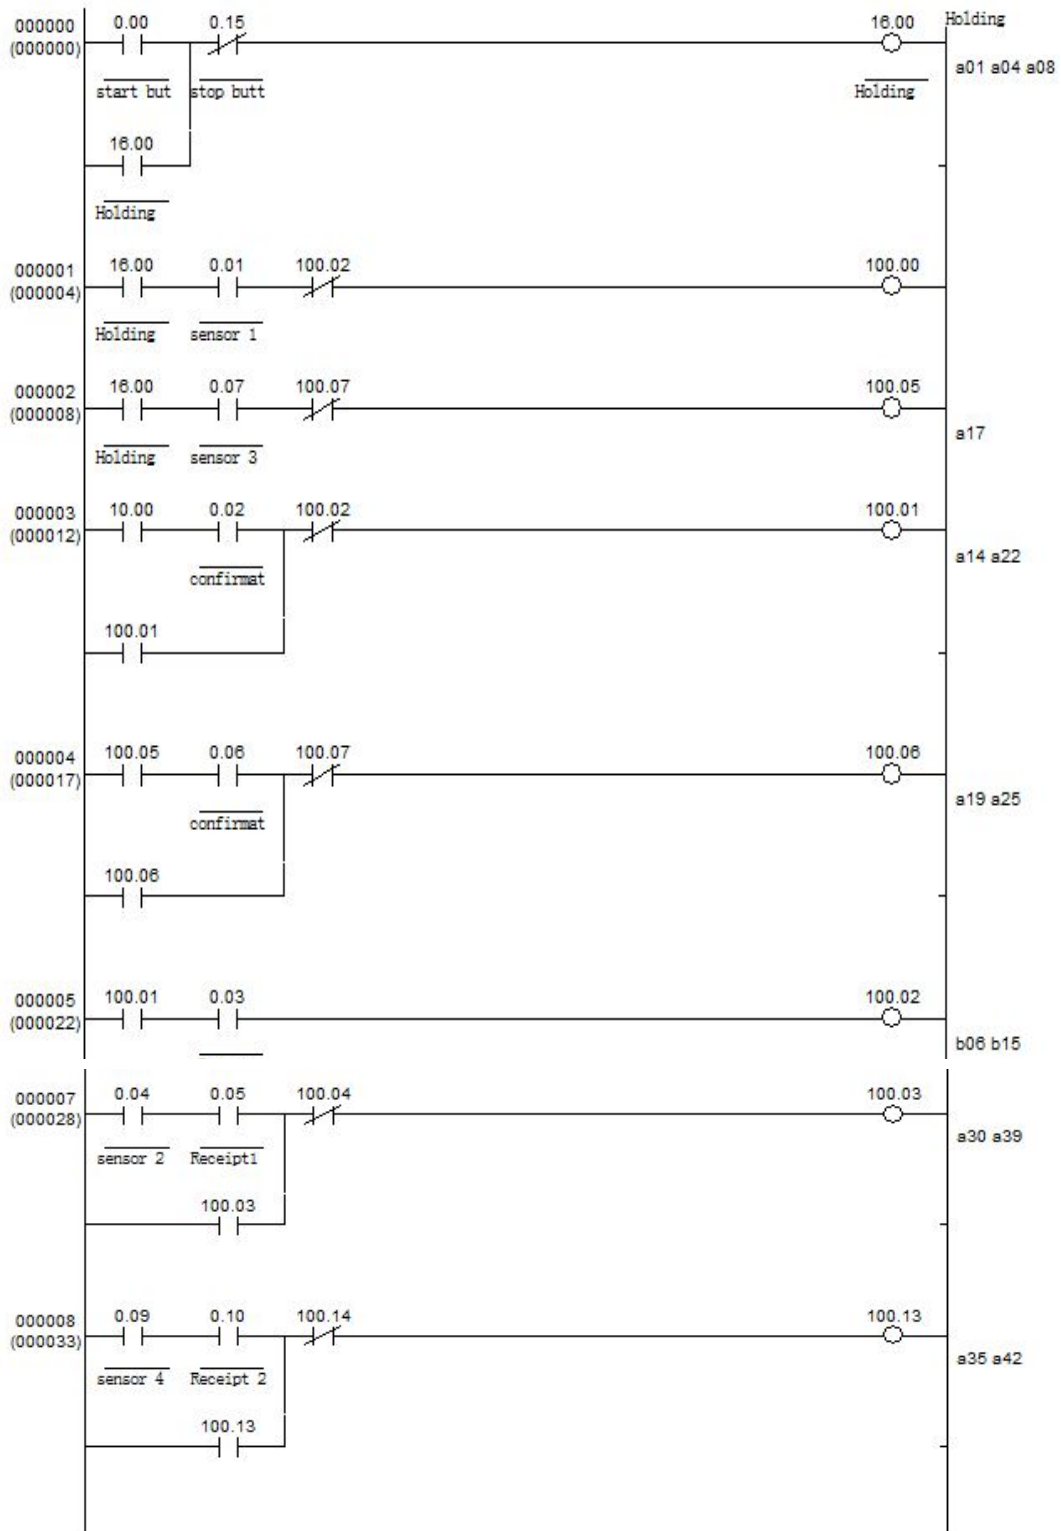 000000 0.00 0.15 16.00 Holding
(000000)
a01 a04 a08
start but stop butt Holding
16.00
Holding
000001 16.00 0.01 100.02 100.00
(000004)
Holding sensor 1
000002 16.00 0.07 100.07 100.05
(000008)
a17
Holding sensor 3
000003 10.00 0.02 100.02 100.01
(000012)
a14 a22
confirmat
100.01
000004 100.05 0.06 100.07 100.06
(000017)
a19 a25
confirmat
100.06
000005 100.01 0.03 100.02
(000022)
b06 b15
000007 0.04 0.05 100.04 100.03
(000028)
a30 a39
sensor 2 Receipt1
100.03
000008 0.09 0.10 100.14 100.13
(000033)
a35 a42
sensor 4 Receipt 2
100.13